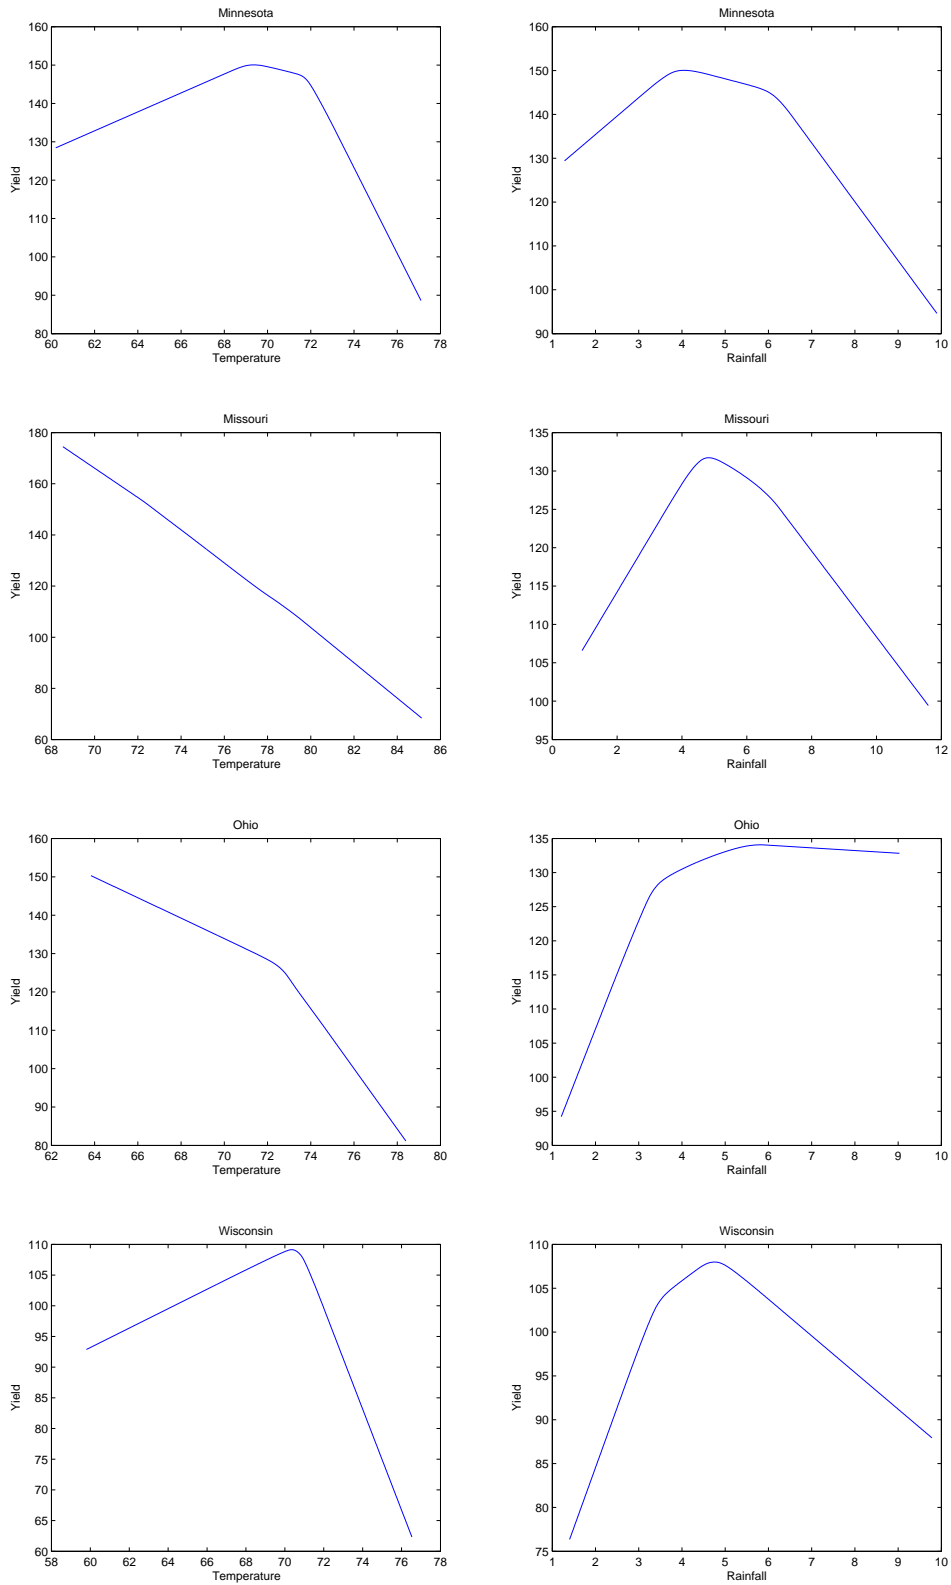 Minnesota
160
150
140
130
120
110
100
90
80
Yield
60 62 64 66 68 70 72 74 76 78
Temperature
Minnesota
160
150
140
130
120
110
100
90
Yield
1 2 3 4 5 6 7 8 9 10
Rainfall
Missouri
180
160
140
120
100
80
60
Yield
68 70 72 74 76 78 80 82 84 86
Temperature
Missouri
135
130
125
120
115
110
105
100
95
Yield
0 2 4 6 8 10 12
Rainfall
Ohio
160
150
140
130
120
110
100
90
80
Yield
62 64 66 68 70 72 74 76 78 80
Temperature
Ohio
135
130
125
120
115
110
105
100
95
90
Yield
1 2 3 4 5 6 7 8 9 10
Rainfall
Wisconsin
110
105
100
95
90
85
80
75
70
65
60
Yield
58 60 62 64 66 68 70 72 74 76 78
Temperature
Wisconsin
110
105
100
95
90
85
80
75
Yield
1 2 3 4 5 6 7 8 9 10
Rainfall